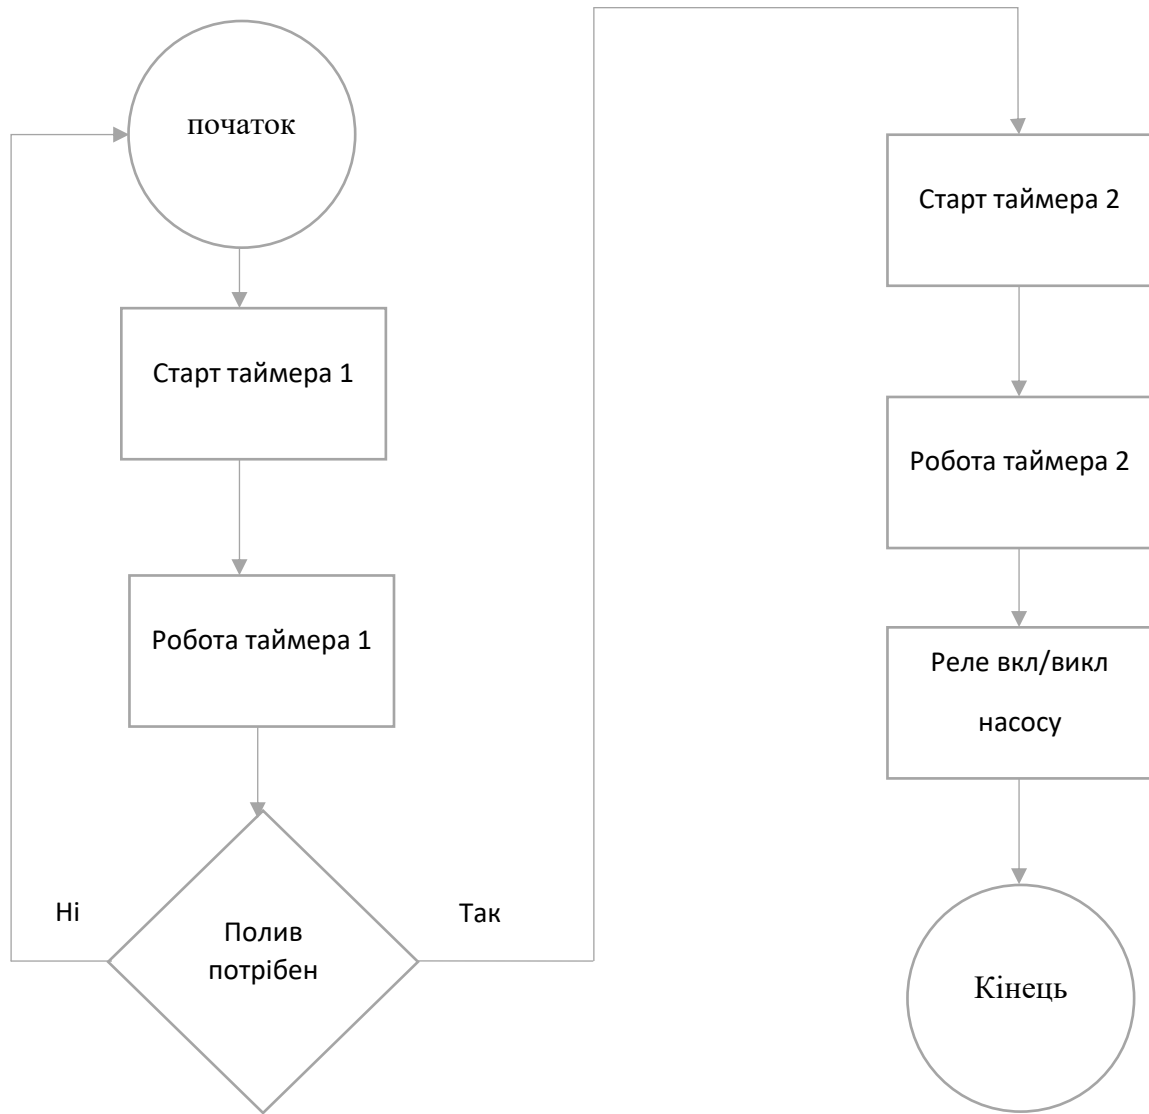 початок
Старт таймера 1
Робота таймера 1
Полив
потрібен
Ні
Так
Старт таймера 2
Робота таймера 2
Реле вкл/викл
насосу
Кінець